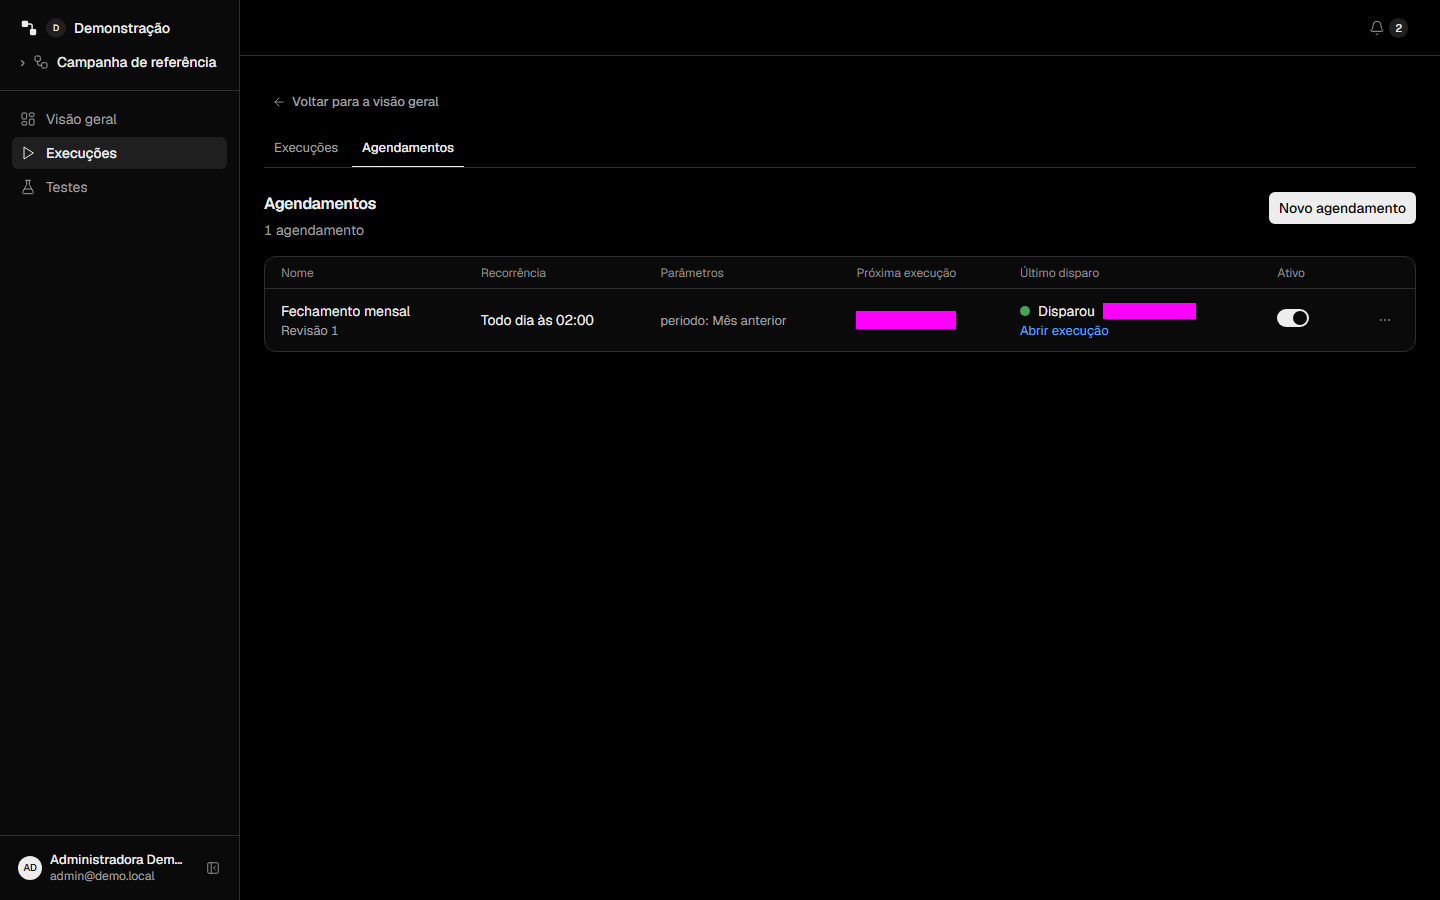 D Demonstração
2
› Campanha de referência
Voltar para a visão geral
Visão geral
Execuções
Testes
Execuções Agendamentos
Agendamentos
1 agendamento
Novo agendamento
Nome Recorrência Parâmetros Próxima execução Último disparo Ativo
Fechamento mensal
Revisão 1
Todo dia às 02:00
periodo: Mês anterior
Disparou
Abrir execução
AD
Administradora Dem...
admin@demo.local